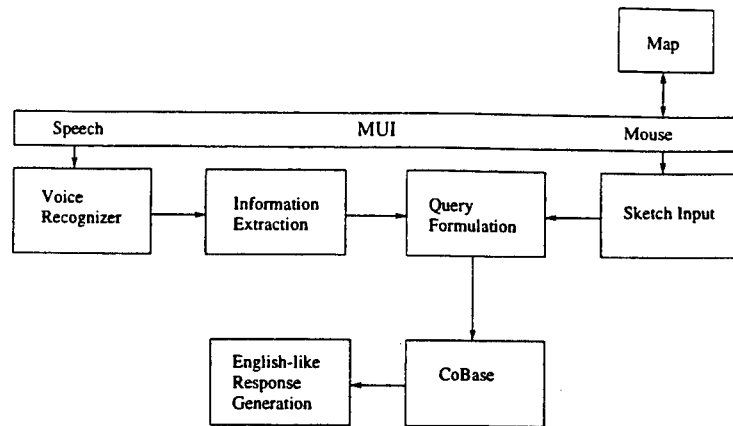 Map
Speech
MUI
Mouse
Voice
Recognizer
Information
Extraction
Query
Formulation
Sketch Input
English-like
Response
Generation
CoBase